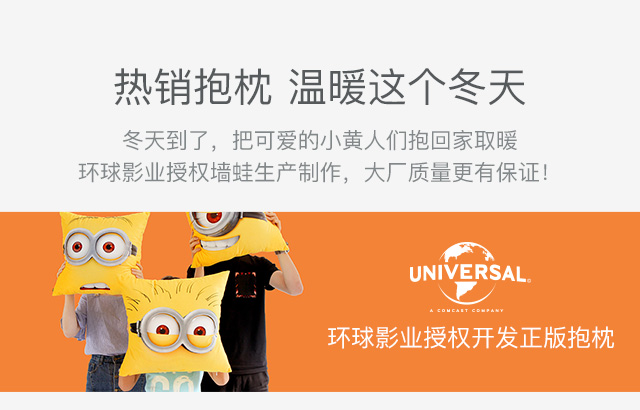 热销抱枕 温暖这个冬天
冬天到了，把可爱的小黄人们抱回家取暖
环球影业授权墙蛙生产制作，大厂质量更有保证！
UNIVERSAL®
A COMCAST COMPANY
环球影业授权开发正版抱枕